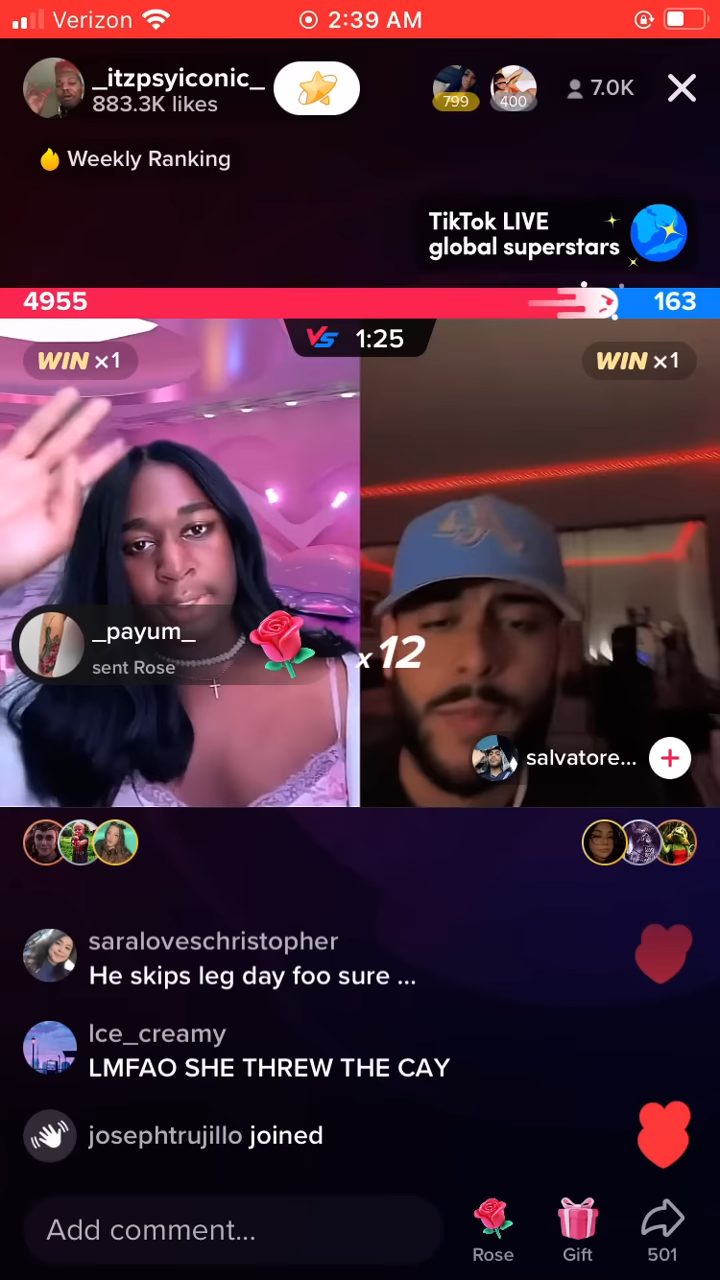 Verizon 2:39 AM
_itzpsyiconic_
883.3K likes
799
400
7.0K
Weekly Ranking
TikTok LIVE
global superstars
4955
163
VS 1:25
WIN x1
WIN x1
_payum_
sent Rose
x 12
salvatore...
saraloveschristopher
He skips leg day foo sure ...
Ice_creamy
LMFAO SHE THREW THE CAY
josephtrujillo joined
Add comment...
Rose
Gift
501